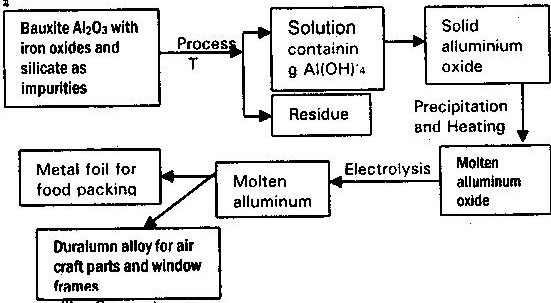 a
Bauxite Al₂O₃ with
iron oxides and
silicate as
impurities
Process
T
Solution
containin
g Al(OH)⁻₄
Residue
Solid
alluminium
oxide
Precipitation
and Heating
Molten
alluminum
oxide
Electrolysis
Molten
alluminum
Metal foil for
food packing
Duralumn alloy for air
craft parts and window
frames